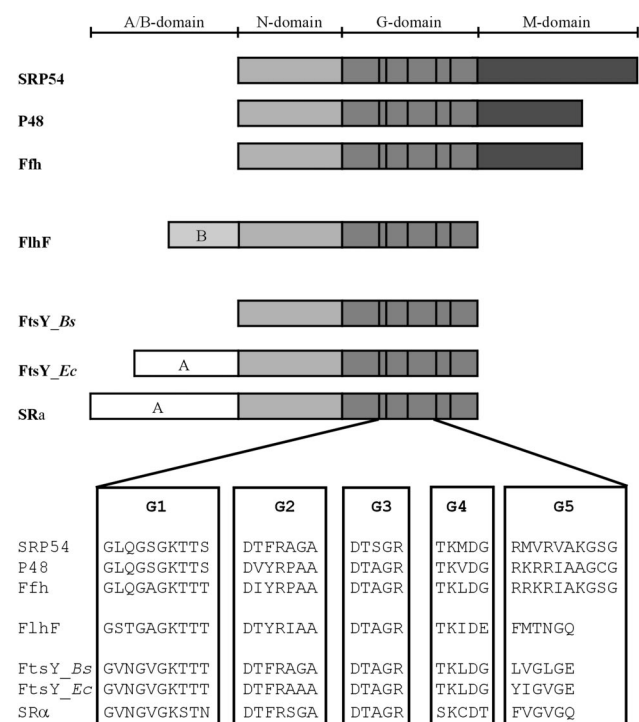 A/B-domain N-domain G-domain M-domain
SRP54
P48
Ffh
FlhF B
FtsY_Bs
FtsY_Ec A
SRa A
G1 G2 G3 G4 G5
SRP54 GLQGSGKTTS DTFRAGA DTSGR TKMDG RMVRVAKGSG
P48 GLQGSGKTTS DVYRPAA DTAGR TKVDG RKRRIAAGCG
Ffh GLQGAGKTTT DIYRPAA DTAGR TKLDG RRKRIAKGSG
FlhF GSTGAGKTTT DTYRIAA DTAGR TKIDE FMTNGQ
FtsY_Bs GVNGVGKTTT DTFRAGA DTAGR TKLDG LVGLGE
FtsY_Ec GVNGVGKTTT DTFRAAA DTAGR TKLDG YIGVGE
SRα GVNGVGKSTN DTFRSGA DTAGR SKCDT FVGVGQ